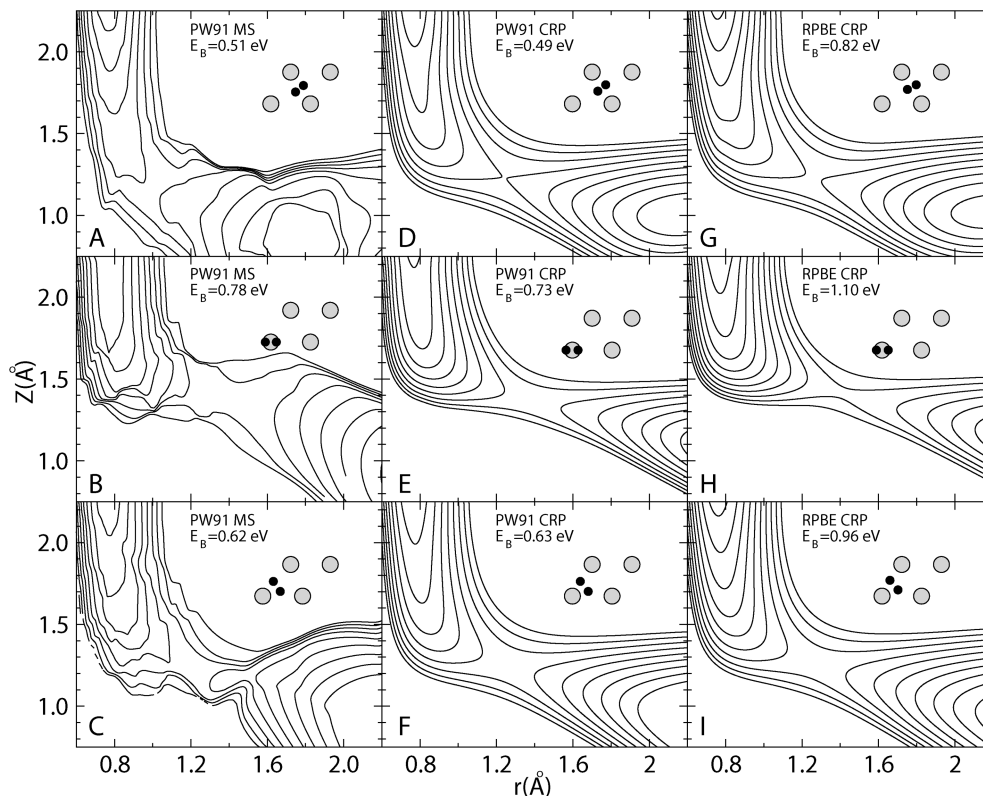 PW91 MS
E_B=0.51 eV
PW91 CRP
E_B=0.49 eV
RPBE CRP
E_B=0.82 eV
2.0
1.5
1.0
A
D
G
PW91 MS
E_B=0.78 eV
PW91 CRP
E_B=0.73 eV
RPBE CRP
E_B=1.10 eV
2.0
1.5
1.0
Z(Å)
B
E
H
PW91 MS
E_B=0.62 eV
PW91 CRP
E_B=0.63 eV
RPBE CRP
E_B=0.96 eV
2.0
1.5
1.0
C
F
I
0.8 1.2 1.6 2.0 0.8 1.2 1.6 2 0.8 1.2 1.6 2
r(Å)